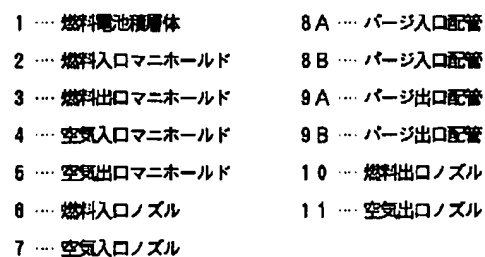 1 ···· 燃料電池積層体
2 ···· 燃料入口マニホールド
3 ···· 燃料出口マニホールド
4 ···· 空気入口マニホールド
5 ···· 空気出口マニホールド
6 ···· 燃料入口ノズル
7 ···· 空気入口ノズル
8A ···· パージ入口配管
8B ···· パージ入口配管
9A ···· パージ出口配管
9B ···· パージ出口配管
10 ···· 燃料出口ノズル
11 ···· 空気出口ノズル